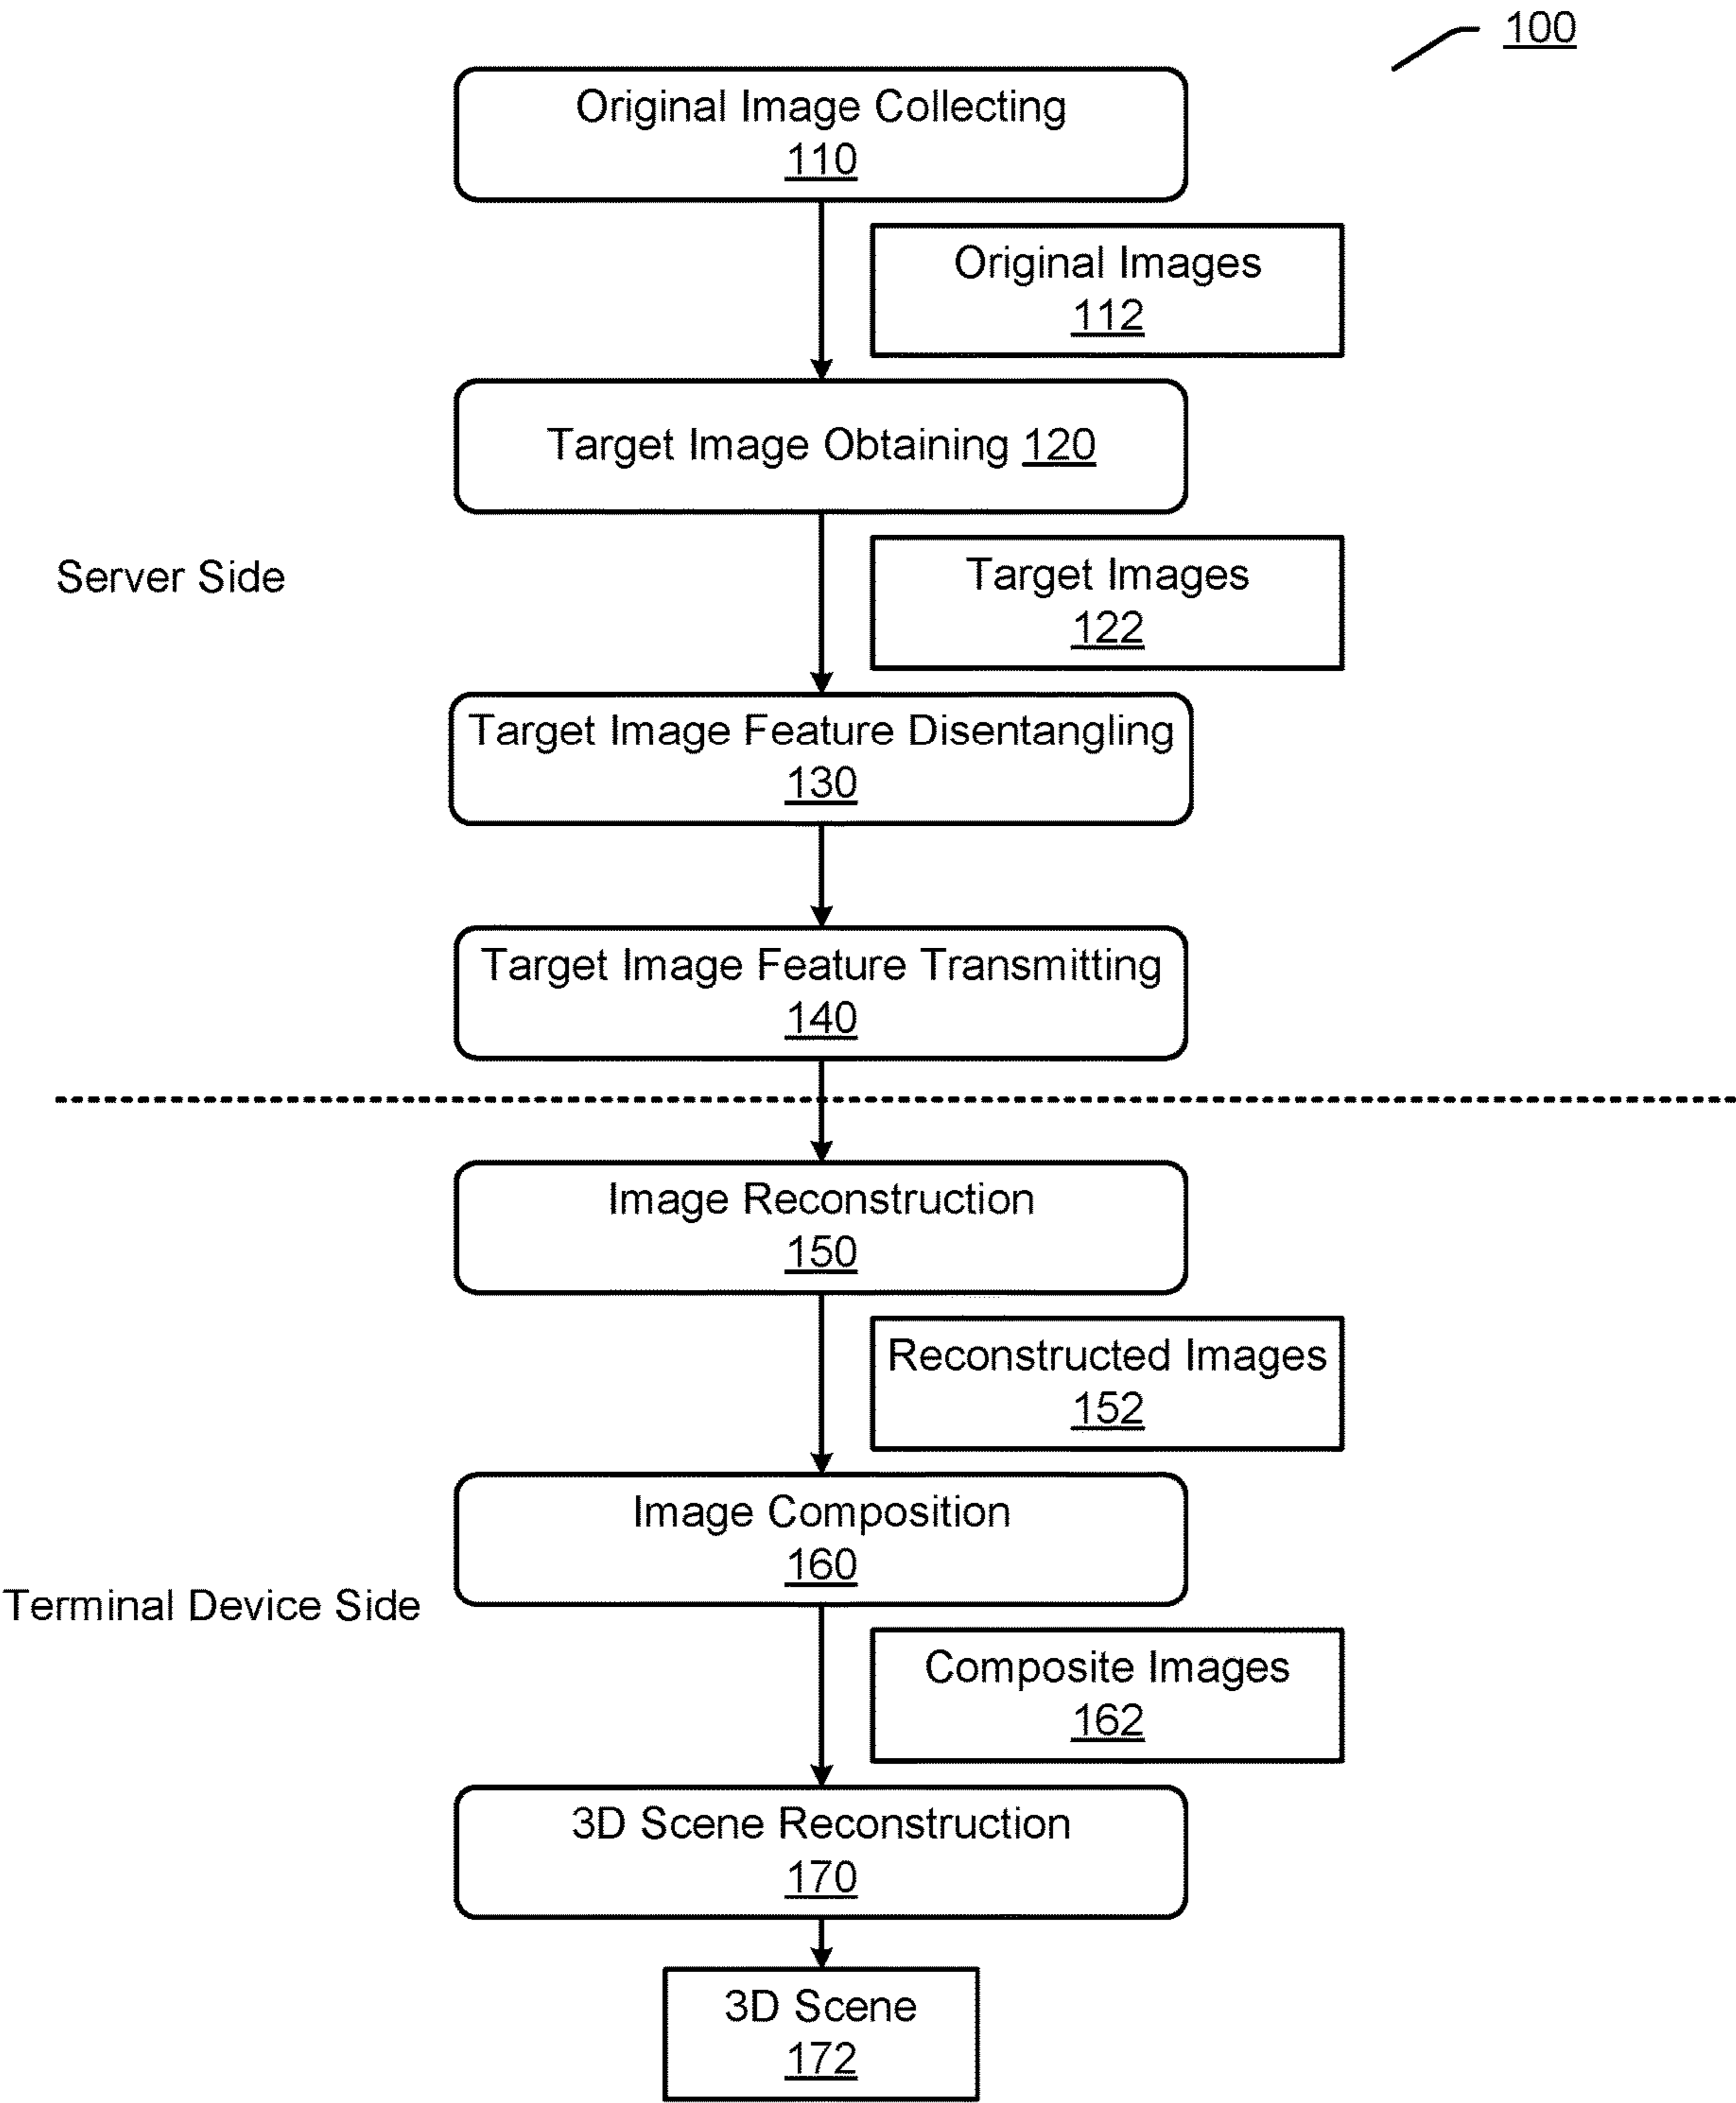 100
Original Image Collecting
110
Original Images
112
Target Image Obtaining 120
Server Side
Target Images
122
Target Image Feature Disentangling
130
Target Image Feature Transmitting
140
Image Reconstruction
150
Reconstructed Images
152
Image Composition
160
Terminal Device Side
Composite Images
162
3D Scene Reconstruction
170
3D Scene
172